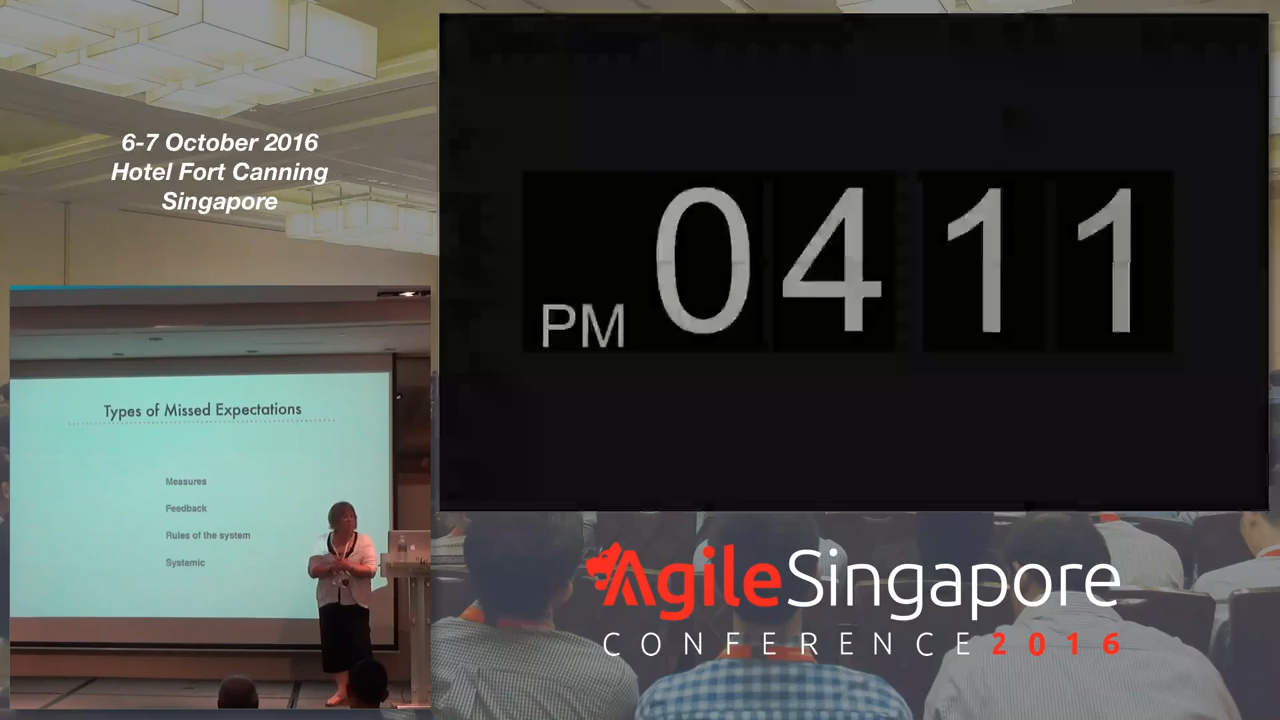 6-7 October 2016
Hotel Fort Canning
Singapore
Types of Missed Expectations
Measures
Feedback
Rules of the system
Systemic
PM 04 11
AgileSingapore
CONFERENCE 2016